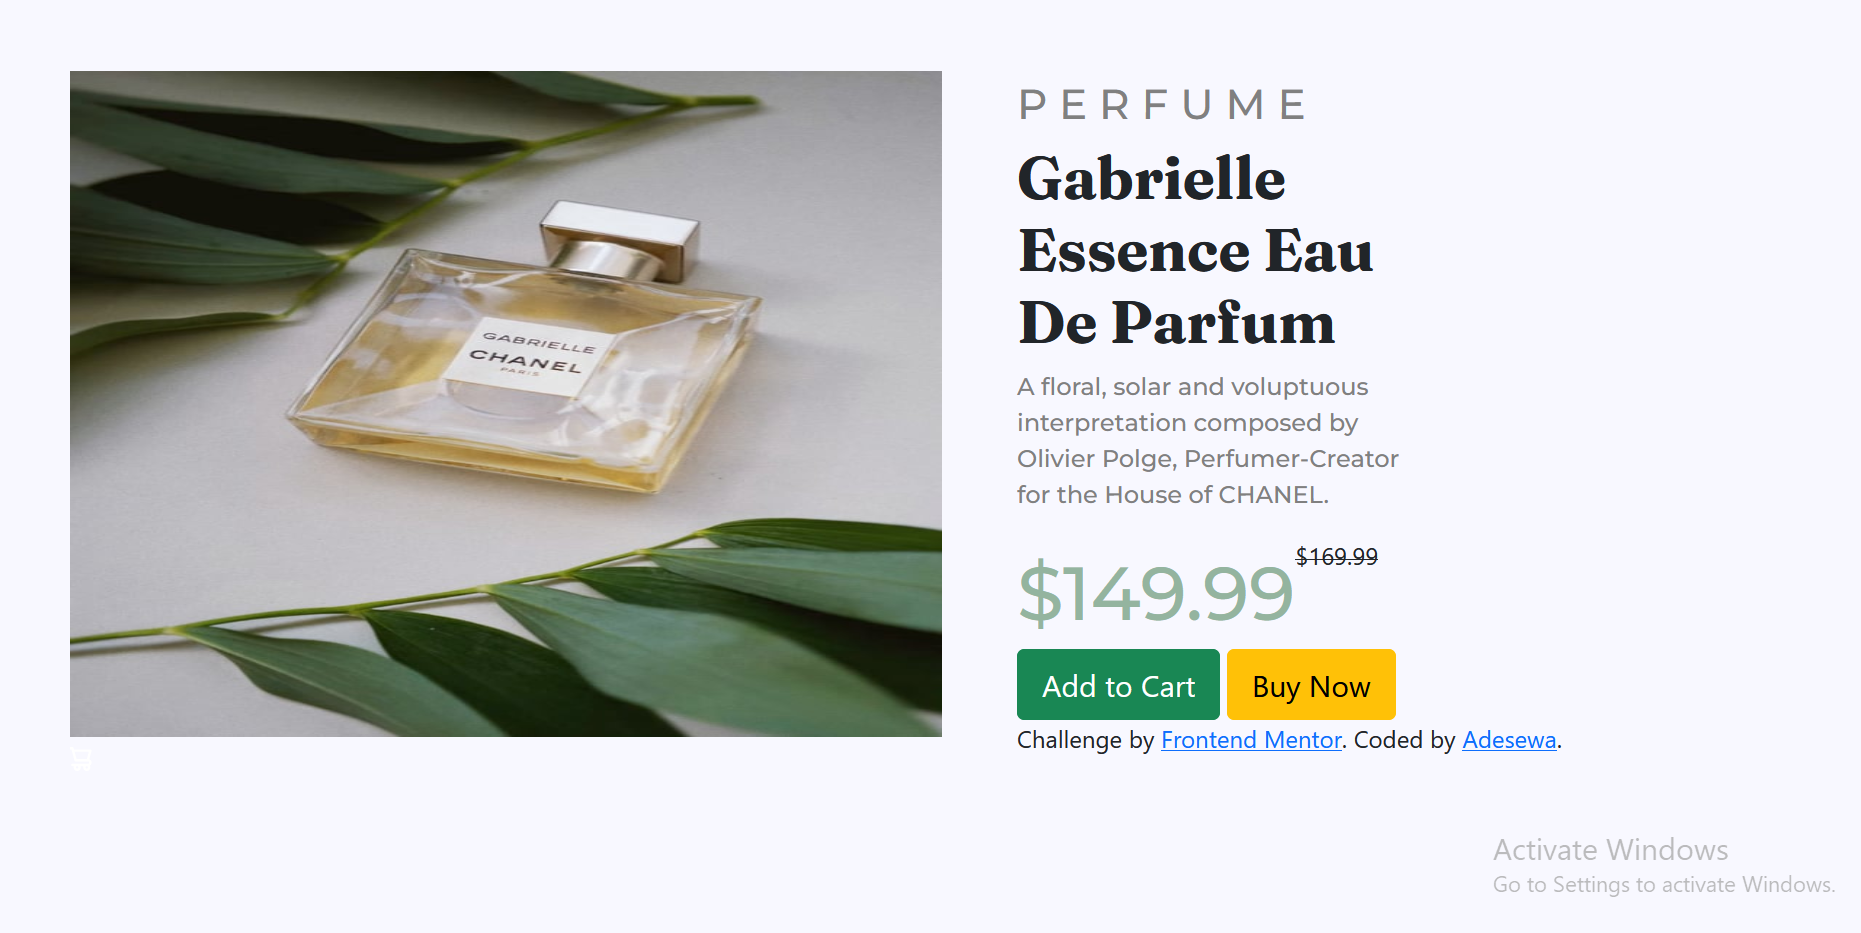 GABRIELLE
CHANEL
PARIS
PERFUME
Gabrielle
Essence Eau
De Parfum
A floral, solar and voluptuous
interpretation composed by
Olivier Polge, Perfumer-Creator
for the House of CHANEL.
$149.99 $169.99
Add to Cart Buy Now
Challenge by Frontend Mentor. Coded by Adesewa.
Activate Windows
Go to Settings to activate Windows.